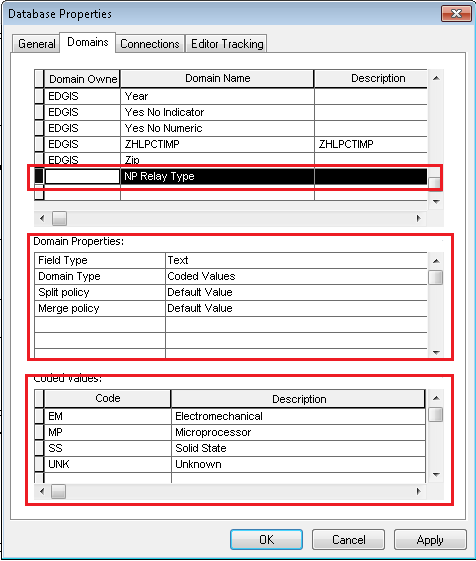 Database Properties
General Domains Connections Editor Tracking
Domain Owne Domain Name Description
EDGIS Year
EDGIS Yes No Indicator
EDGIS Yes No Numeric
EDGIS ZHLPCTIMP ZHLPCTIMP
EDGIS Zip
NP Relay Type
Domain Properties:
Field Type Text
Domain Type Coded Values
Split policy Default Value
Merge policy Default Value
Coded Values:
Code Description
EM Electromechanical
MP Microprocessor
SS Solid State
UNK Unknown
OK Cancel Apply